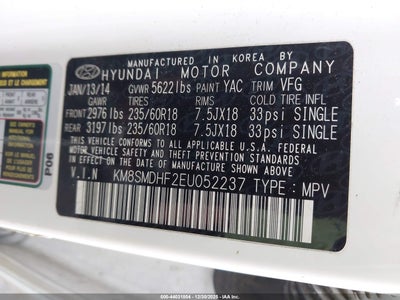 MANUFACTURED IN KOREA BY
HYUNDAI MOTOR COMPANY
JAN/13/14 GVWR 5622lbs PAINT YAC TRIM VFG
GAWR TIRES RIMS COLD TIRE INFL
FRONT 2976 lbs 235/60R18 7.5JX18 33psi SINGLE
REAR 3197 lbs 235/60R18 7.5JX18 33psi SINGLE
THIS VEHICLE CONFORMS TO ALL APPLICABLE U.S.
FEDERAL MOTOR VEHICLE SAFETY AND THEFT
PREVENTION STANDARDS IN EFFECT ON THE DATE
OF MANUFACTURE SHOWN ABOVE.
V.I.N KM8SMDHF2EU052237 TYPE : MPV
P06